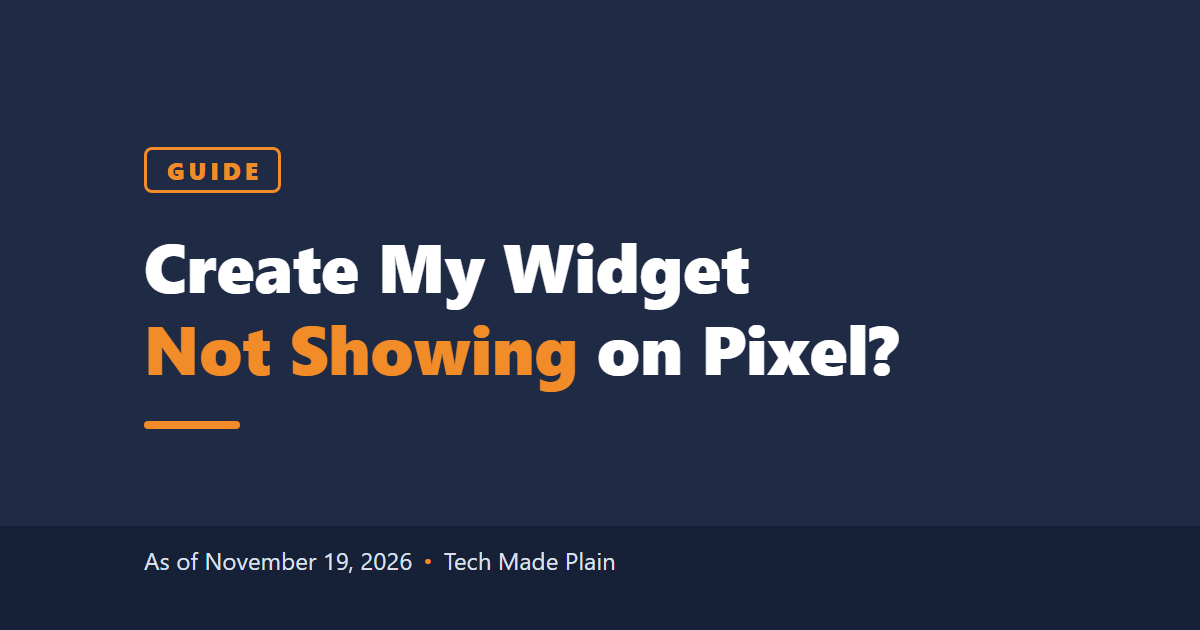 GUIDE
Create My Widget
Not Showing on Pixel?
As of November 19, 2026 • Tech Made Plain